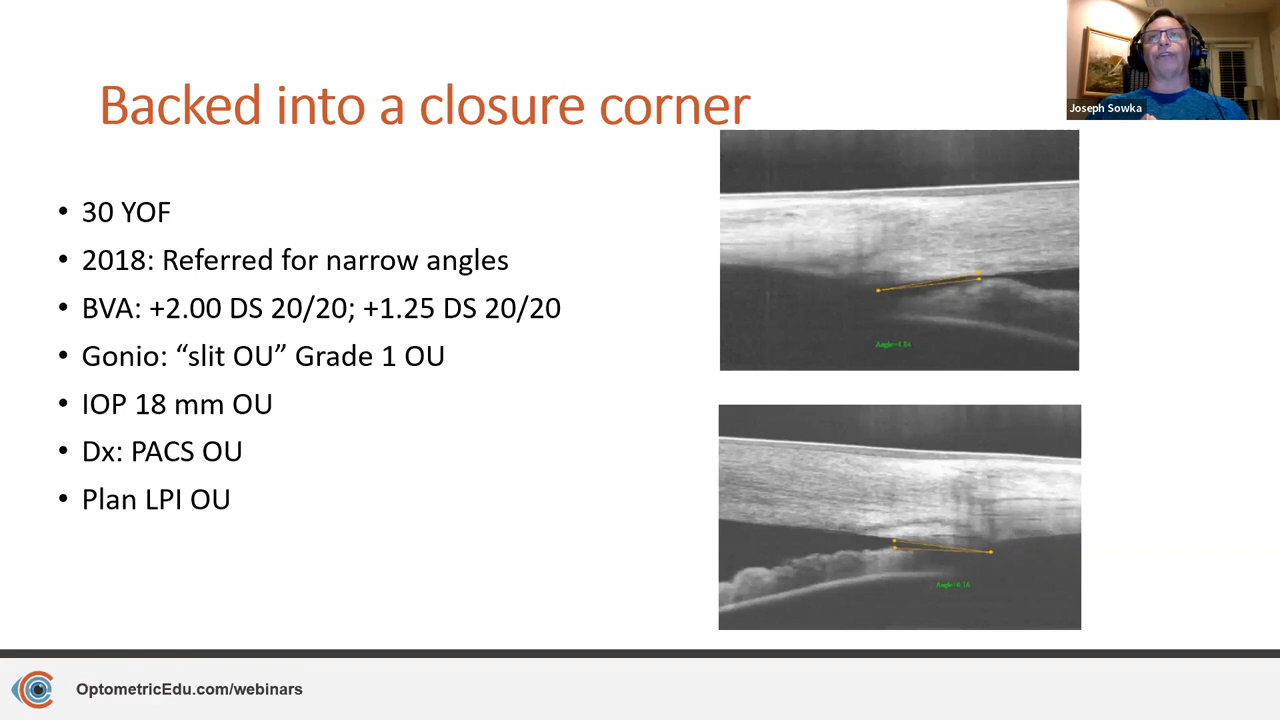 Backed into a closure corner
Joseph Sowka
• 30 YOF
• 2018: Referred for narrow angles
• BVA: +2.00 DS 20/20; +1.25 DS 20/20
• Gonio: “slit OU” Grade 1 OU
• IOP 18 mm OU
• Dx: PACS OU
• Plan LPI OU
OptometricEdu.com/webinars